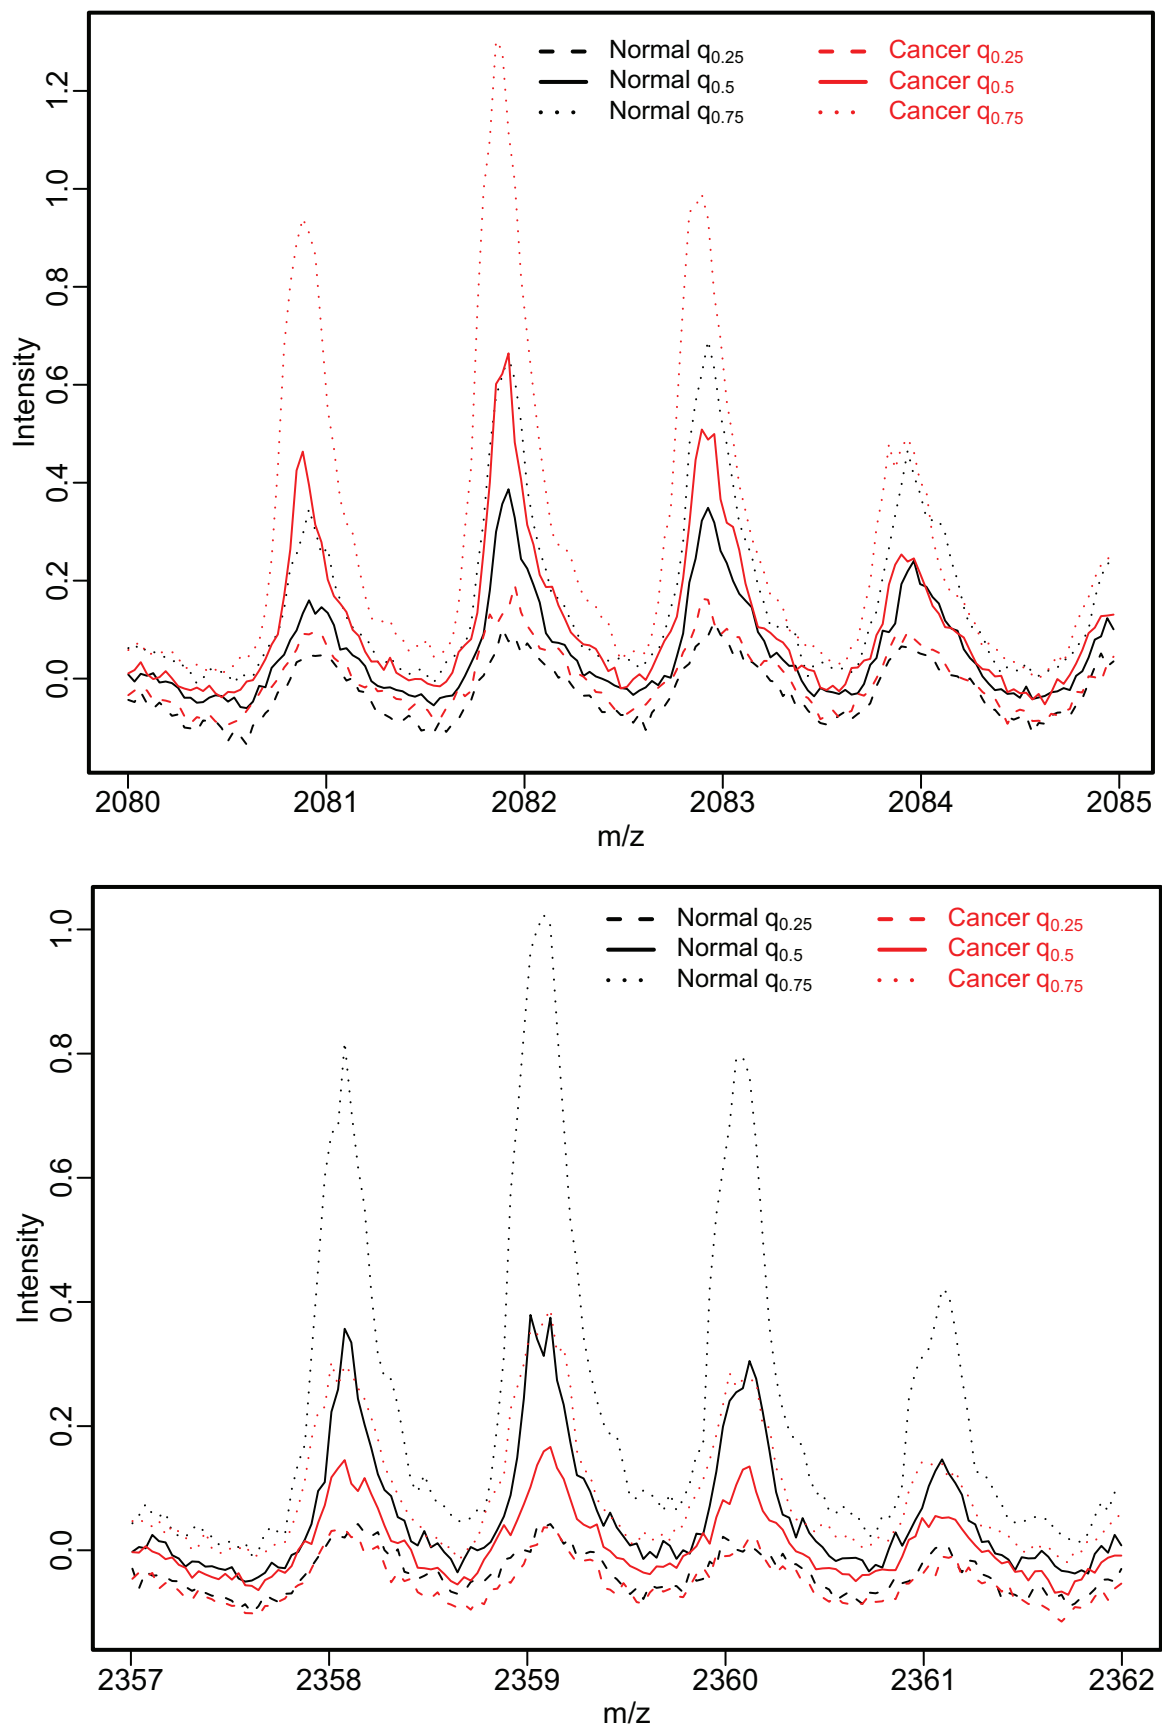 Normal q0.25 Cancer q0.25
Normal q0.5 Cancer q0.5
Normal q0.75 Cancer q0.75
Intensity
1.2
1.0
0.8
0.6
0.4
0.2
0.0
2080 2081 2082 2083 2084 2085
m/z
Normal q0.25 Cancer q0.25
Normal q0.5 Cancer q0.5
Normal q0.75 Cancer q0.75
Intensity
1.0
0.8
0.6
0.4
0.2
0.0
2357 2358 2359 2360 2361 2362
m/z